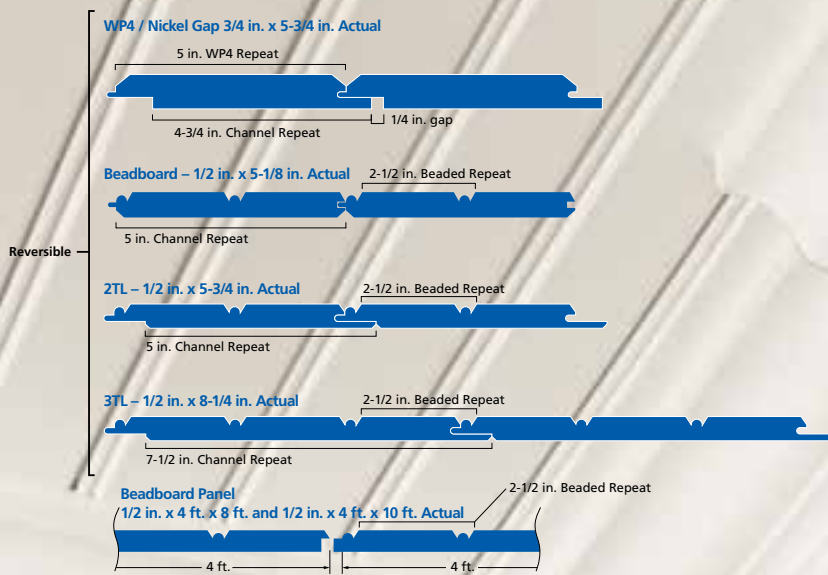 WP4 / Nickel Gap 3/4 in. x 5-3/4 in. Actual
5 in. WP4 Repeat
1/4 in. gap
4-3/4 in. Channel Repeat
Beadboard – 1/2 in. x 5-1/8 in. Actual
2-1/2 in. Beaded Repeat
5 in. Channel Repeat
Reversible
2TL – 1/2 in. x 5-3/4 in. Actual
2-1/2 in. Beaded Repeat
5 in. Channel Repeat
3TL – 1/2 in. x 8-1/4 in. Actual
2-1/2 in. Beaded Repeat
7-1/2 in. Channel Repeat
Beadboard Panel
1/2 in. x 4 ft. x 8 ft. and 1/2 in. x 4 ft. x 10 ft. Actual
2-1/2 in. Beaded Repeat
4 ft.
4 ft.